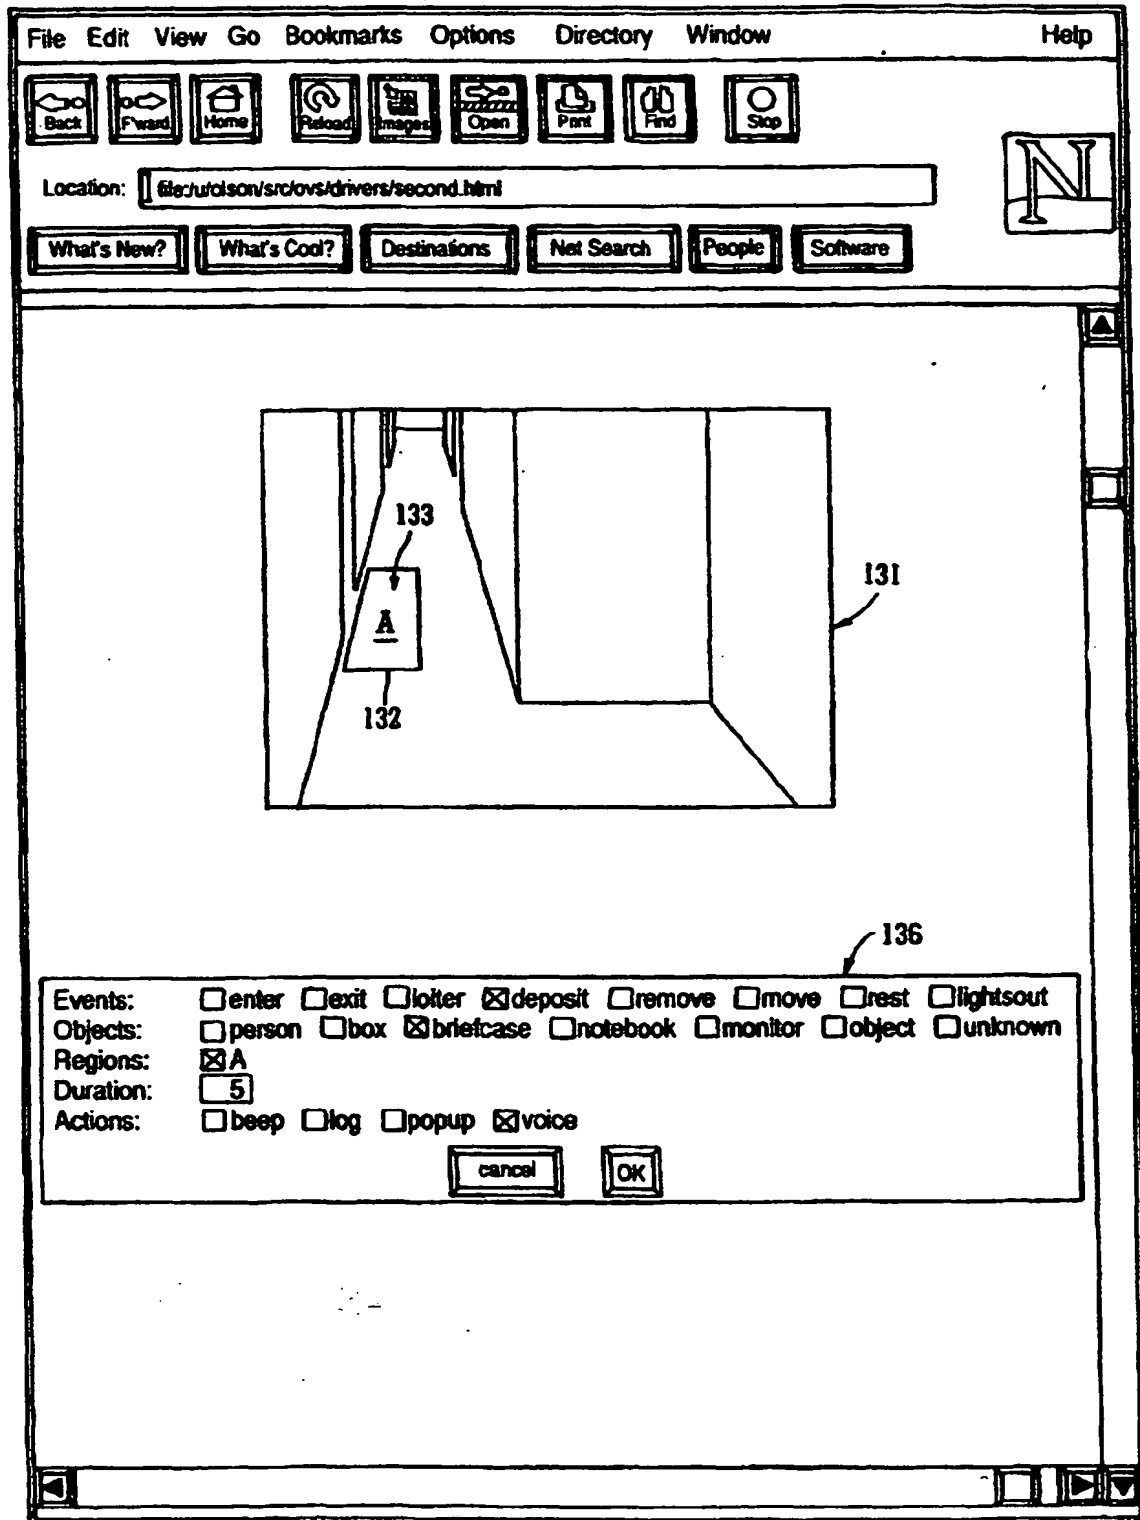 File Edit View Go Bookmarks Options Directory Window Help
Back F'ward Home Reload Images Open Print Find Stop
N
Location: file:/u/olson/src/ovs/drivers/second.html
What's New? What's Cool? Destinations Net Search People Software
133
131
A
132
136
Events: enter exit loiter deposit remove move rest lightsout
Objects: person box briefcase notebook monitor object unknown
Regions: A
Duration: 5
Actions: beep log popup voice
cancel OK